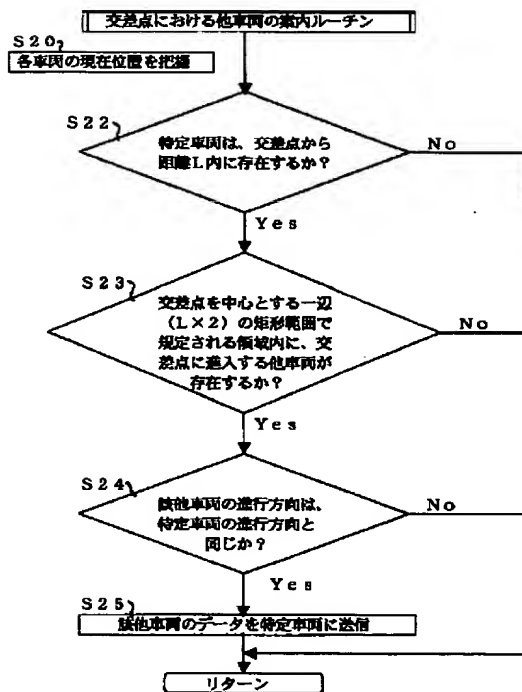 交差点における他車両の案内ルーチン
S20
各車両の現在位置を把握
S22
特定車両は、交差点から
距離L内に存在するか?
No
Yes
S23
交差点を中心とする一辺
(L×2)の矩形範囲で
規定される領域内に、交
差点に進入する他車両が
存在するか?
No
Yes
S24
該他車両の進行方向は、
特定車両の進行方向と
同じか?
No
Yes
S25
該他車両のデータを特定車両に送信
リターン